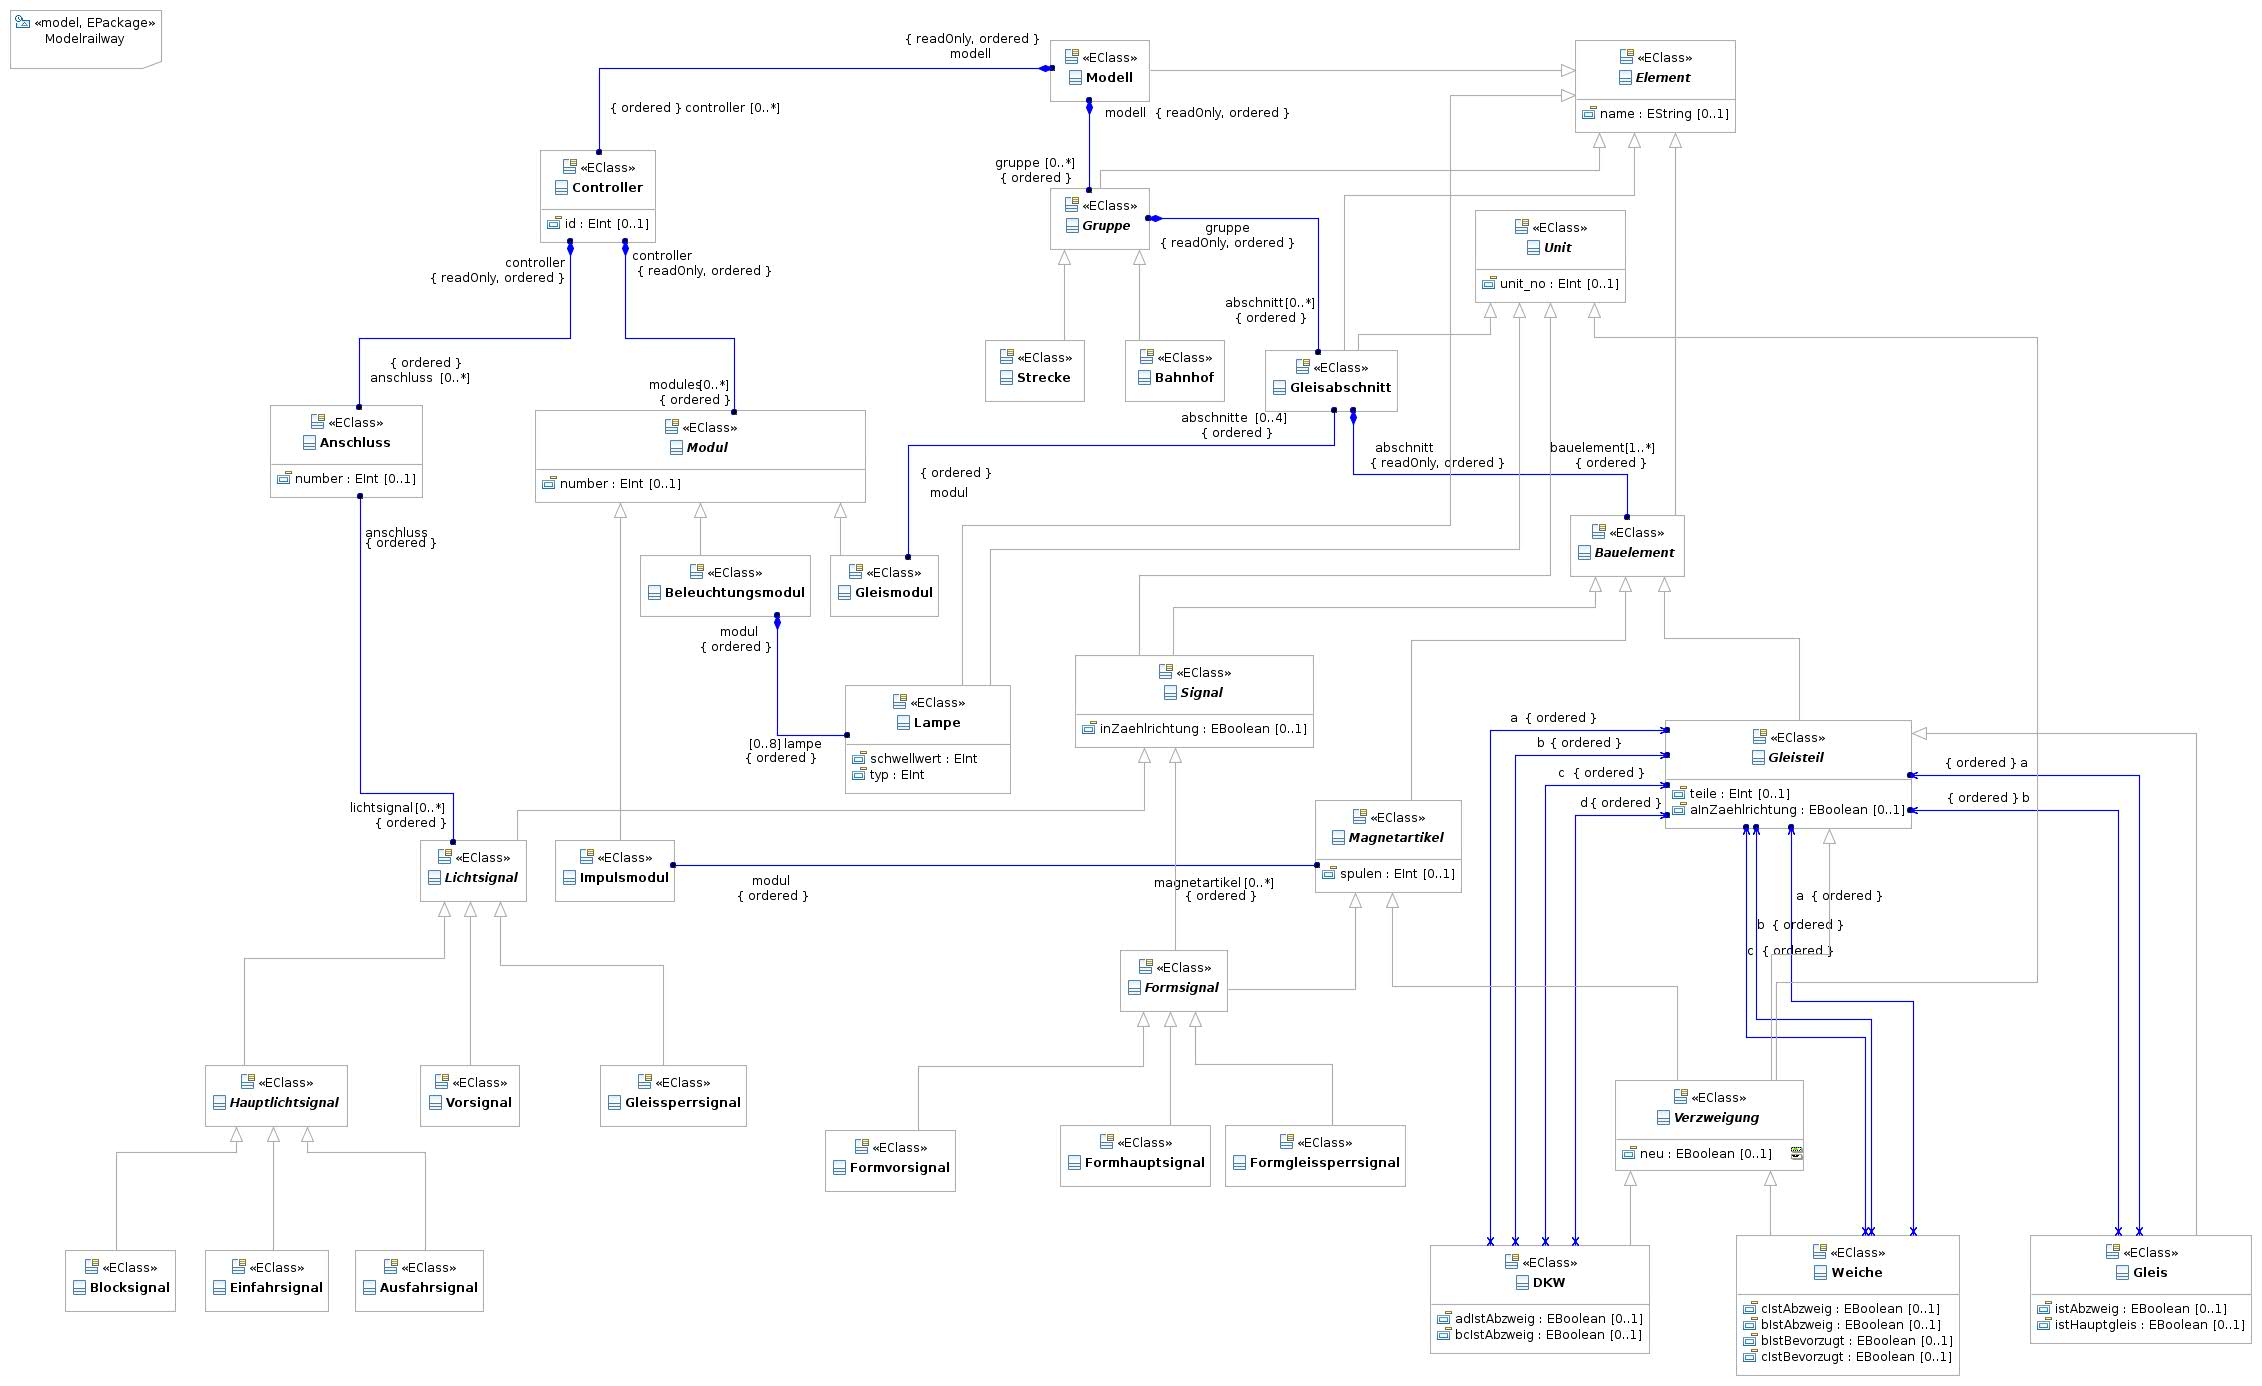 «model, EPackage»
Modelrailway
{ readOnly, ordered }
modell
«EClass»
Modell
«EClass»
Element
name : EString [0..1]
{ ordered } controller [0..*]
modell { readOnly, ordered }
«EClass»
Controller
id : EInt [0..1]
gruppe [0..*]
{ ordered }
«EClass»
Gruppe
gruppe
{ readOnly, ordered }
«EClass»
Unit
unit_no : EInt [0..1]
controller
{ readOnly, ordered }
controller
{ readOnly, ordered }
abschnitt[0..*]
{ ordered }
«EClass»
Strecke
«EClass»
Bahnhof
«EClass»
Gleisabschnitt
{ ordered }
anschluss [0..*]
modules[0..*]
{ ordered }
«EClass»
Anschluss
number : EInt [0..1]
«EClass»
Modul
number : EInt [0..1]
abschnitte [0..4]
{ ordered }
abschnitt
{ readOnly, ordered }
bauelement[1..*]
{ ordered }
{ ordered }
modul
anschluss
{ ordered }
«EClass»
Beleuchtungsmodul
«EClass»
Gleismodul
«EClass»
Bauelement
modul
{ ordered }
«EClass»
Lampe
schwellwert : EInt
typ : EInt
[0..8] lampe
{ ordered }
«EClass»
Signal
inZaehlrichtung : EBoolean [0..1]
a { ordered }
b { ordered }
c { ordered }
d { ordered }
«EClass»
Gleisteil
teile : EInt [0..1]
aInZaehlrichtung : EBoolean [0..1]
{ ordered } a
{ ordered } b
lichtsignal[0..*]
{ ordered }
«EClass»
Lichtsignal
«EClass»
Impulsmodul
modul
{ ordered }
magnetartikel [0..*]
{ ordered }
«EClass»
Magnetartikel
spulen : EInt [0..1]
a { ordered }
b { ordered }
c { ordered }
«EClass»
Formsignal
«EClass»
Hauptlichtsignal
«EClass»
Vorsignal
«EClass»
Gleissperrsignal
«EClass»
Formvorsignal
«EClass»
Formhauptsignal
«EClass»
Formgleissperrsignal
«EClass»
Verzweigung
neu : EBoolean [0..1]
«EClass»
Blocksignal
«EClass»
Einfahrsignal
«EClass»
Ausfahrsignal
«EClass»
DKW
adIstAbzweig : EBoolean [0..1]
bcIstAbzweig : EBoolean [0..1]
«EClass»
Weiche
cIstAbzweig : EBoolean [0..1]
bIstAbzweig : EBoolean [0..1]
bIstBevorzugt : EBoolean [0..1]
cIstBevorzugt : EBoolean [0..1]
«EClass»
Gleis
istAbzweig : EBoolean [0..1]
istHauptgleis : EBoolean [0..1]